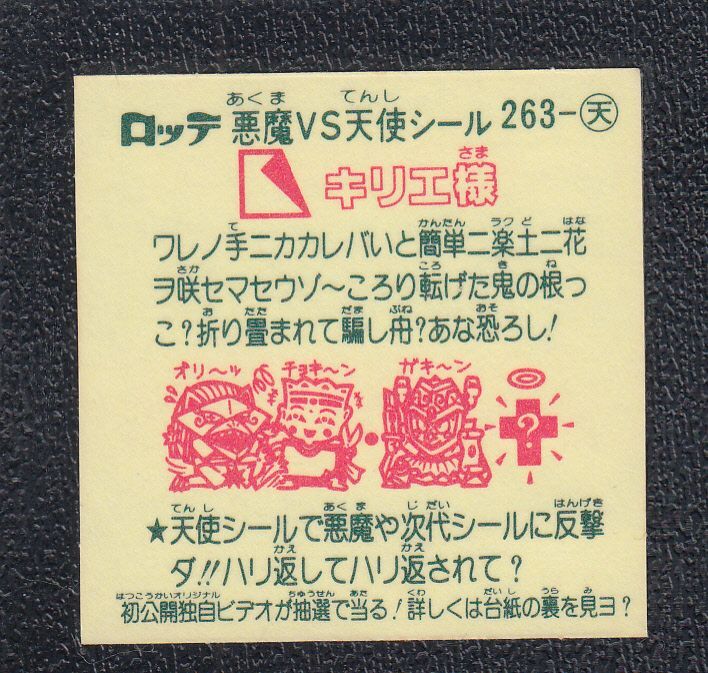 ロッテ 悪魔VS天使シール 263-天
あくま てんし
キリエ様
さま
ワレノ手ニカカレバいと簡単ニ楽土ニ花
て かんたん ラクど はな
ヲ咲セマセウゾ〜ころり転げた鬼の根っ
さか ころ き ね
こ?折り畳まれて騙し舟?あな恐ろし!
お たた だま ぶね おそ
オリ〜ッ チョキ〜ン ガキ〜ン
?
★天使シールで悪魔や次代シールに反撃
てんし あくま じだい はんげき
ダ!!ハリ返してハリ返されて?
かえ かえ
初公開独自ビデオが抽選で当る!詳しくは台紙の裏を見ヨ?
はつこうかいオリジナル ちゅうせん あた くわ だいし うら み